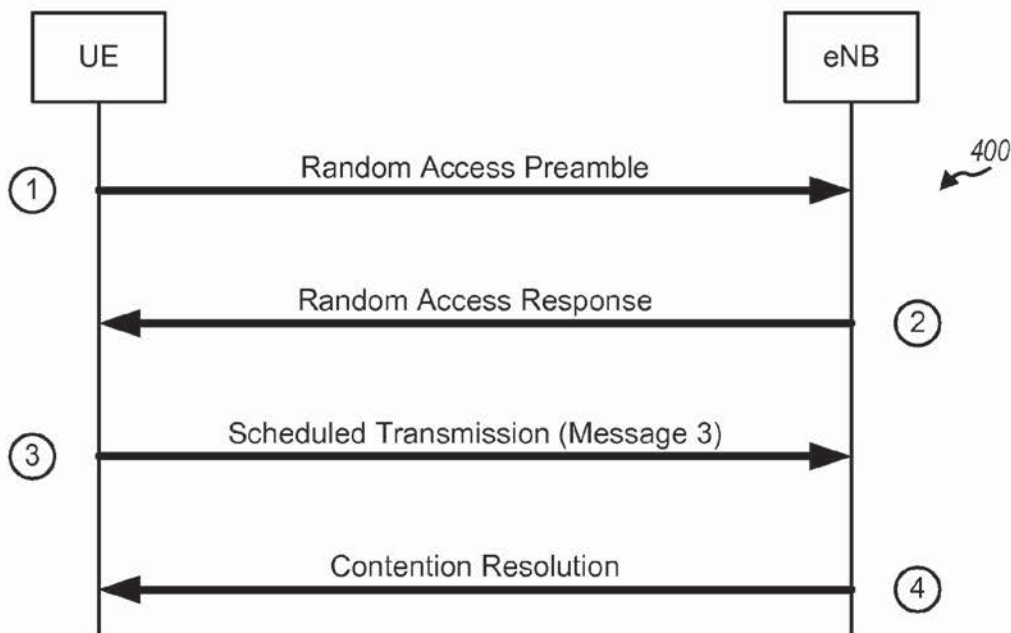 UE
eNB
400
Random Access Preamble
1
Random Access Response
2
Scheduled Transmission (Message 3)
3
Contention Resolution
4